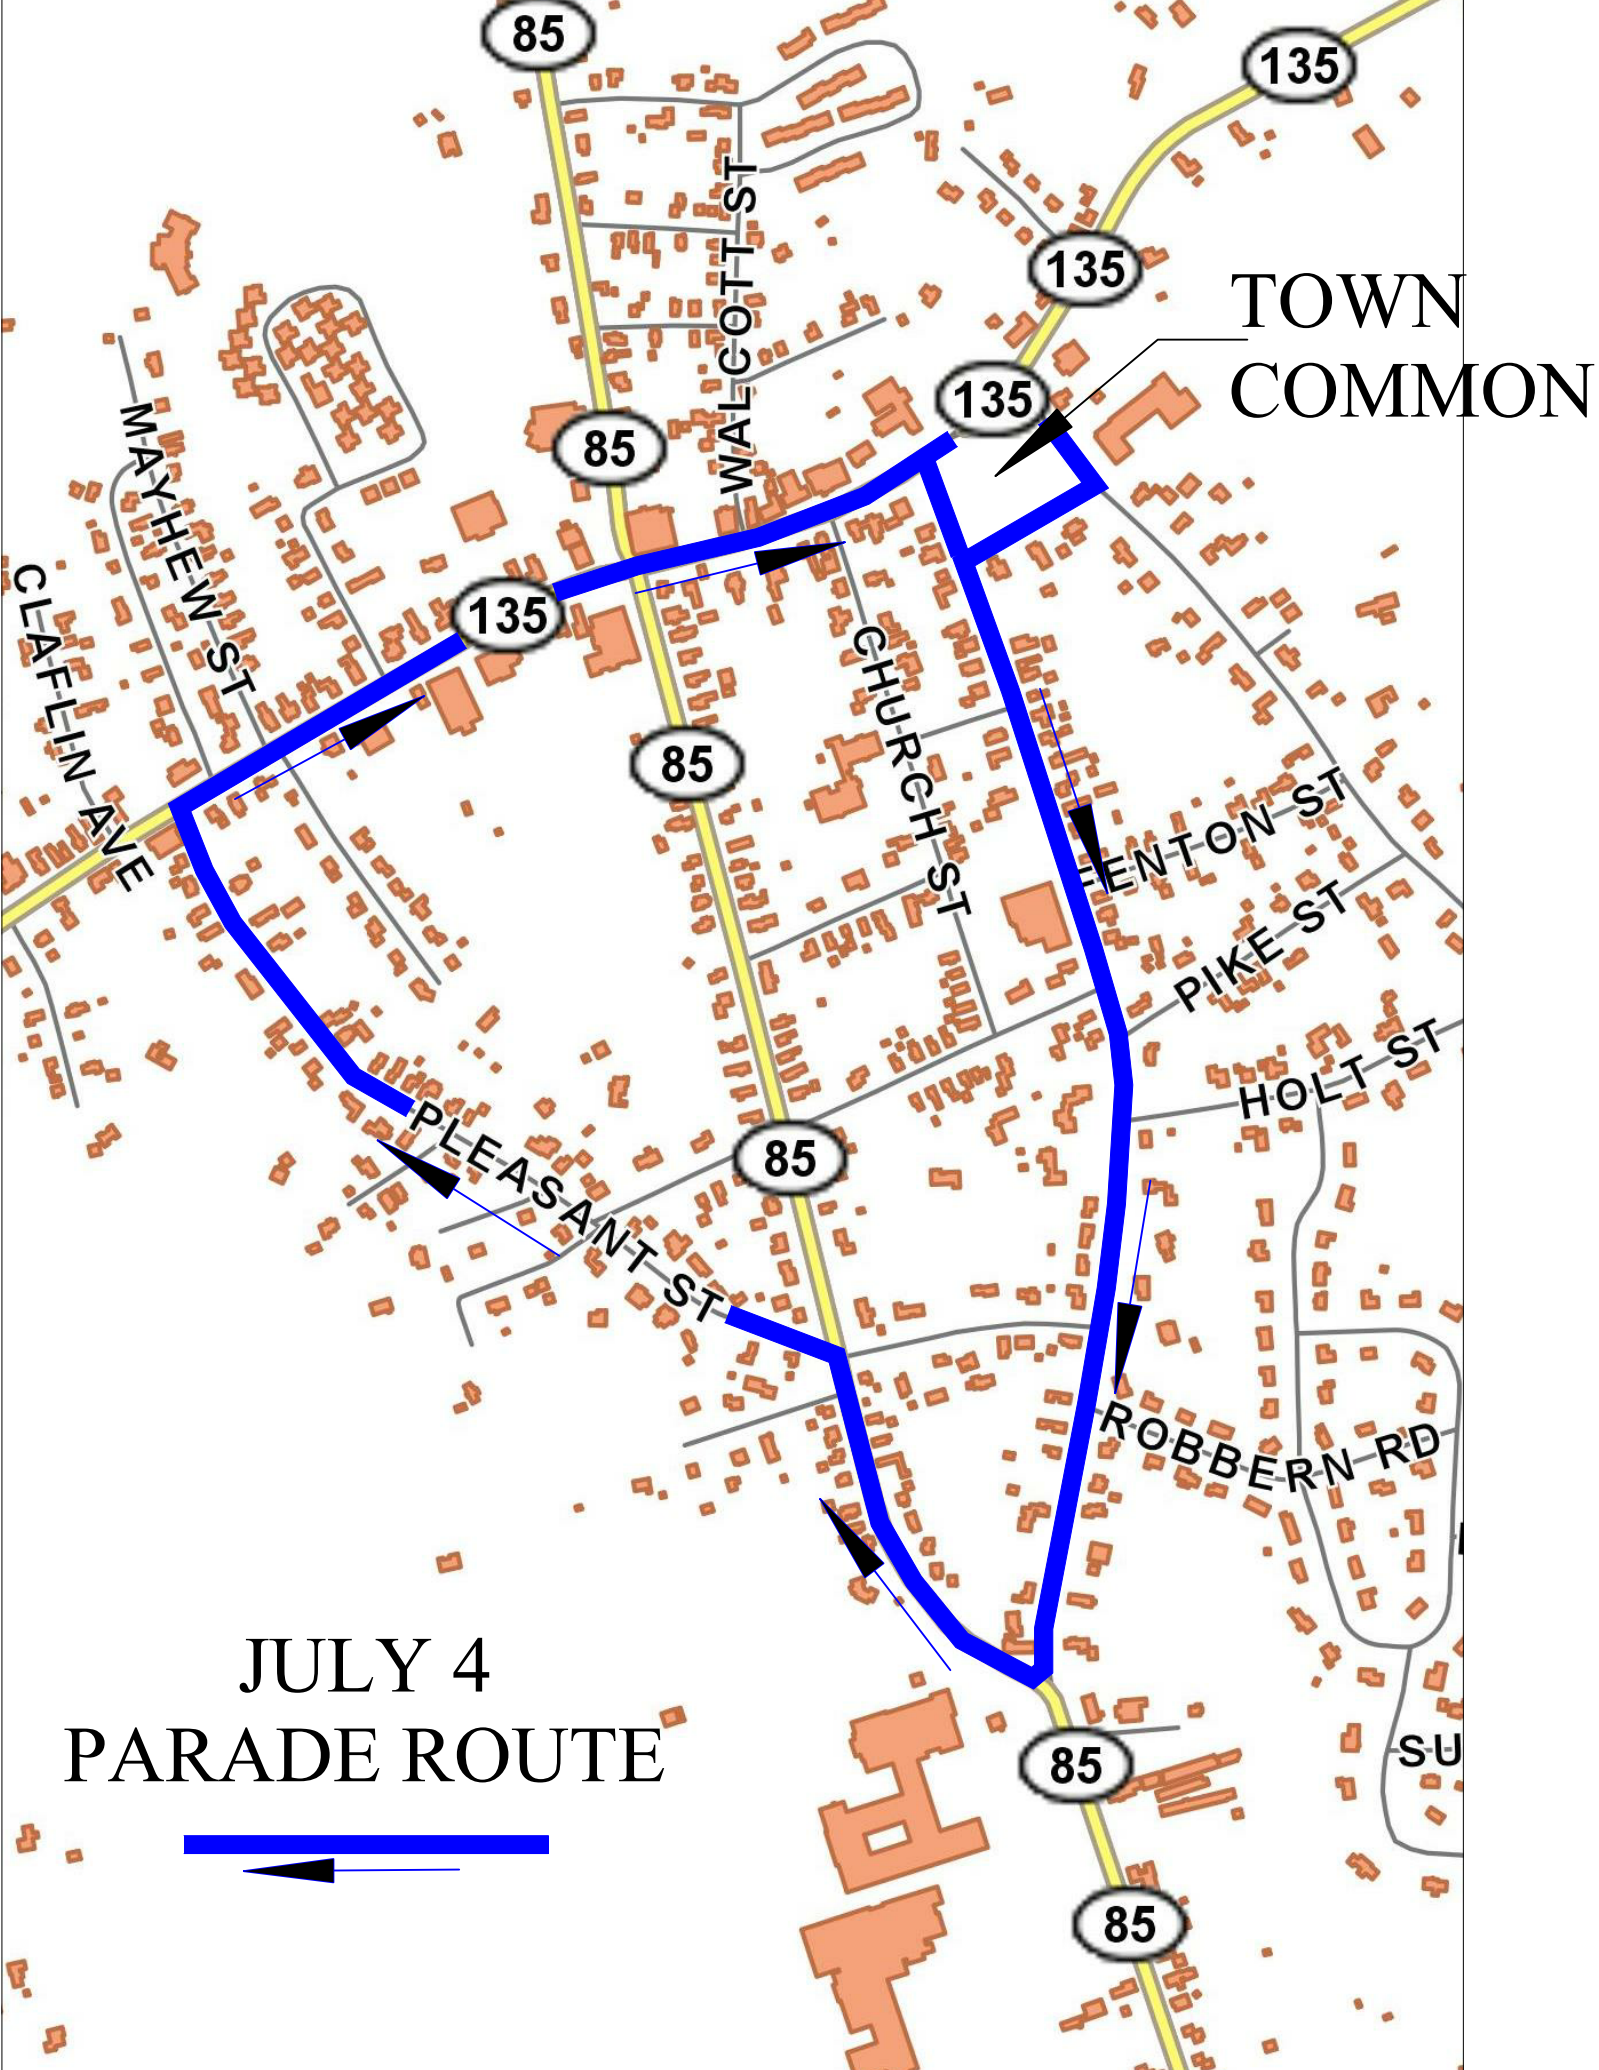 85
135
WALCOTT ST
135
TOWN
COMMON
135
85
MAYHEW ST
CLAFLIN AVE
135
CHURCH ST
85
FENTON ST
PIKE ST
HOLT ST
PLEASANT ST
85
ROBBERN RD
JULY 4
PARADE ROUTE
85
SU
85